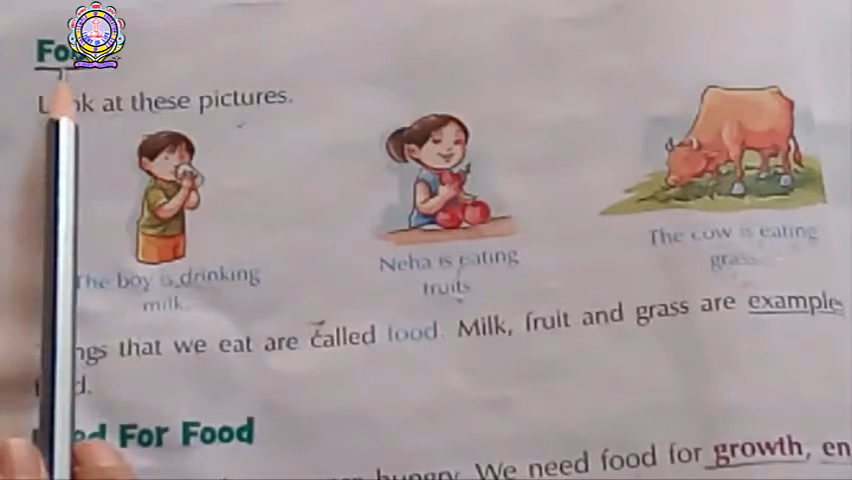 Look at these pictures.
The boy is drinking
milk.
Neha is eating
fruits
The cow is eating
grass
that we eat are called food. Milk, fruit and grass are example
For Food
hungry. We need food for growth, en